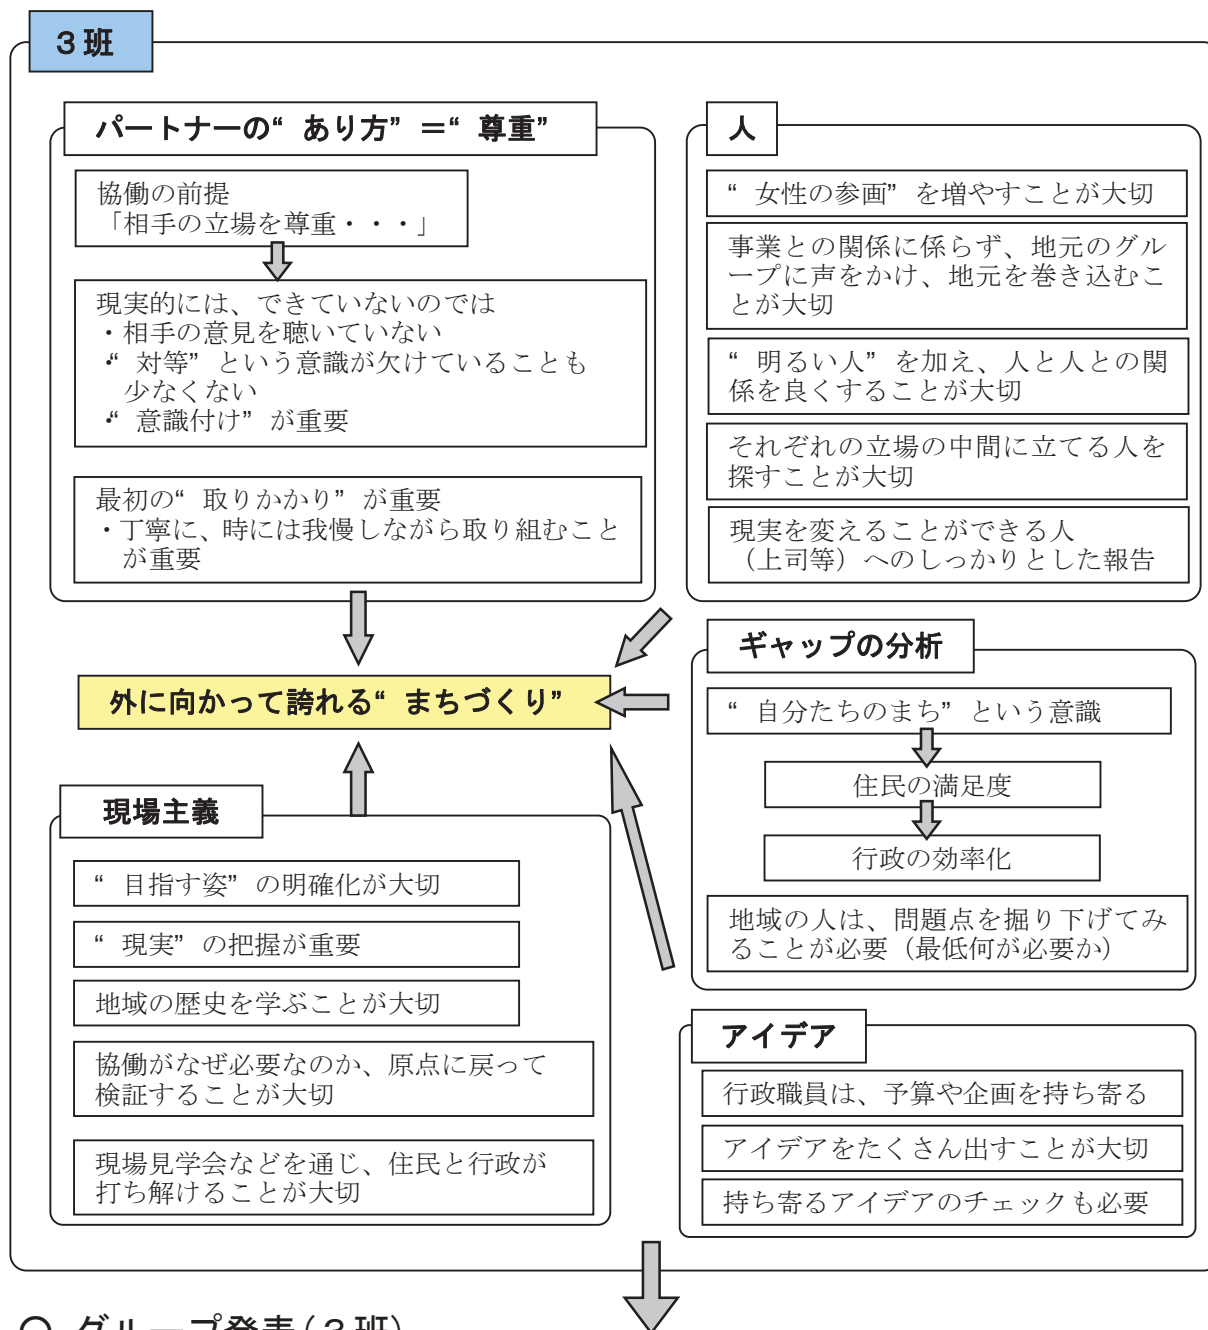 3班
パートナーの“あり方”＝“尊重”
協働の前提
「相手の立場を尊重・・・」
現実的には、できていないのでは
・相手の意見を聴いていない
・“対等”という意識が欠けていることも
少なくない
・“意識付け”が重要
最初の“取りかかり”が重要
・丁寧に、時には我慢しながら取り組むこと
が重要
人
“女性の参画”を増やすことが大切
事業との関係に係らず、地元のグル
ープに声をかけ、地元を巻き込むこ
とが大切
“明るい人”を加え、人と人との関
係を良くすることが大切
それぞれの立場の中間に立てる人を
探すことが大切
現実を変えることができる人
（上司等）へのしっかりとした報告
外に向かって誇れる“まちづくり”
ギャップの分析
“自分たちのまち”という意識
住民の満足度
行政の効率化
地域の人は、問題点を掘り下げてみ
ることが必要（最低何が必要か）
現場主義
“目指す姿”の明確化が大切
“現実”の把握が重要
地域の歴史を学ぶことが大切
協働がなぜ必要なのか、原点に戻って
検証することが大切
現場見学会などを通じ、住民と行政が
打ち解けることが大切
アイデア
行政職員は、予算や企画を持ち寄る
アイデアをたくさん出すことが大切
持ち寄るアイデアのチェックも必要
○ グループ発表（3班）